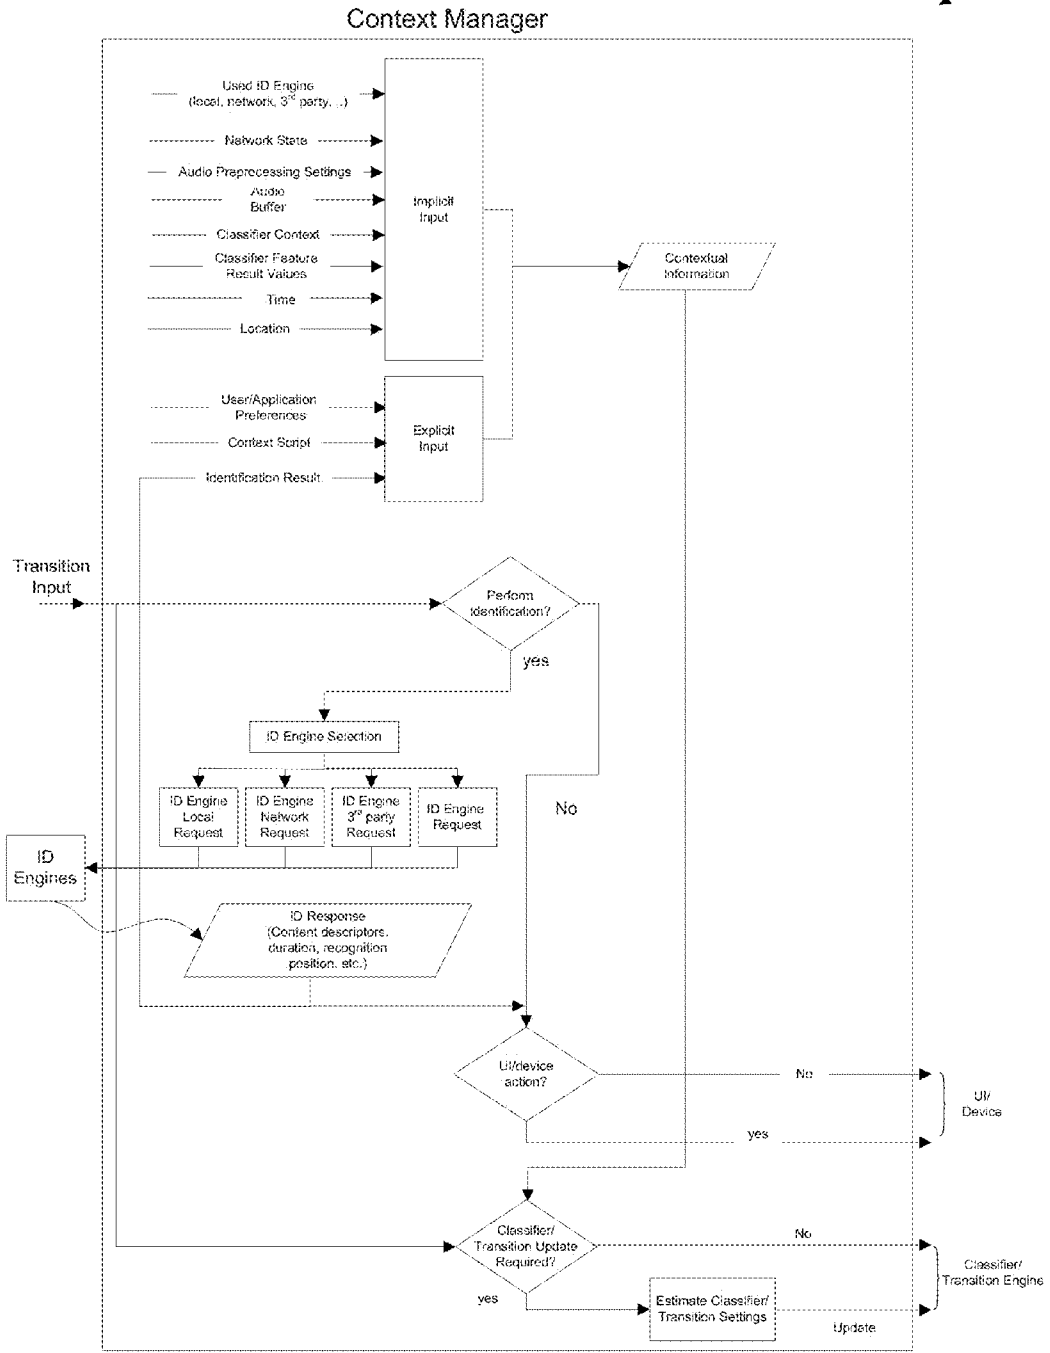 Context Manager
Used ID Engine
(local, network, 3rd party, ..)
Network State
Audio Preprocessing Settings
Audio
Buffer
Classifier Context
Classifier Feature
Result Values
Time
Location
Implicit
Input
Contextual
Information
User/Application
Preferences
Context Script
Identification Result
Explicit
Input
Transition
Input
Perform
Identification?
yes
No
ID Engine Selection
ID Engine
Local
Request
ID Engine
Network
Request
ID Engine
3rd party
Request
ID Engine
Request
ID
Engines
ID Response
(Content descriptors,
duration, recognition
position, etc.)
UI/device
action?
No
yes
UI/
Device
Classifier/
Transition Update
Required?
No
yes
Estimate Classifier/
Transition Settings
Update
Classifier/
Transition Engine